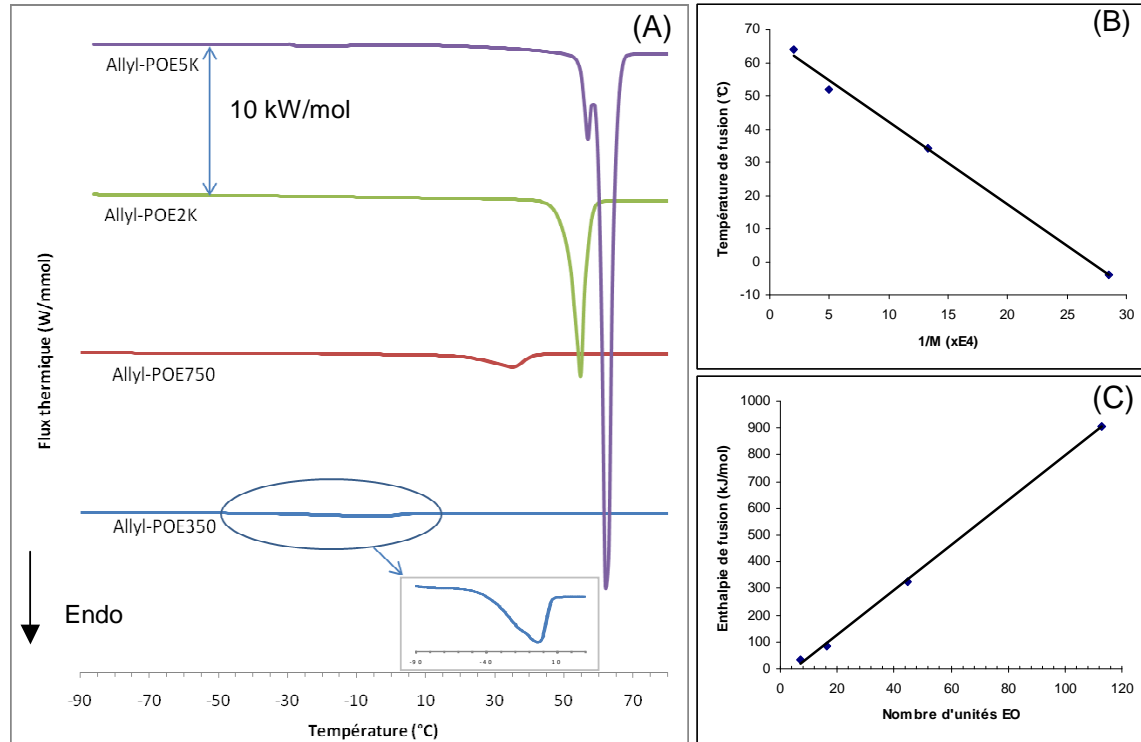 (A)
Allyl-POE5K
10 kW/mol
Allyl-POE2K
Allyl-POE750
Allyl-POE350
Flux thermique (W/mmol)
Endo
-90 -40 10
-90 -70 -50 -30 -10 10 30 50 70
Température (°C)
(B)
Température de fusion (°C)
70
60
50
40
30
20
10
0
-10
0 5 10 15 20 25 30
1/M (xE4)
(C)
Enthalpie de fusion (kJ/mol)
1000
900
800
700
600
500
400
300
200
100
0
0 20 40 60 80 100 120
Nombre d'unités EO